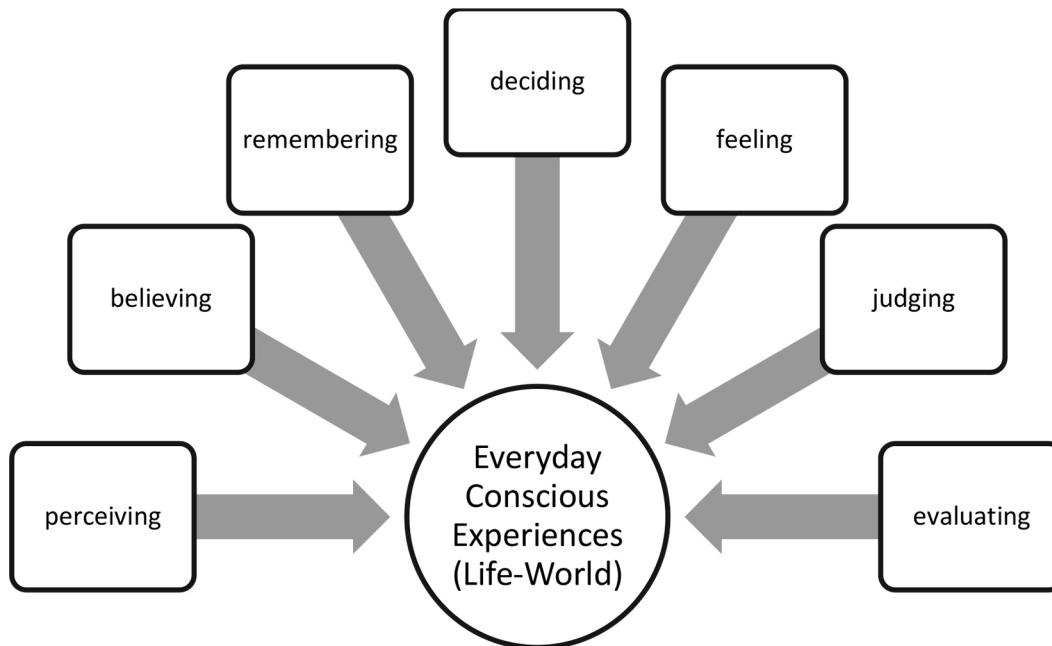 deciding
remembering
feeling
believing
judging
perceiving
Everyday
Conscious
Experiences
(Life-World)
evaluating